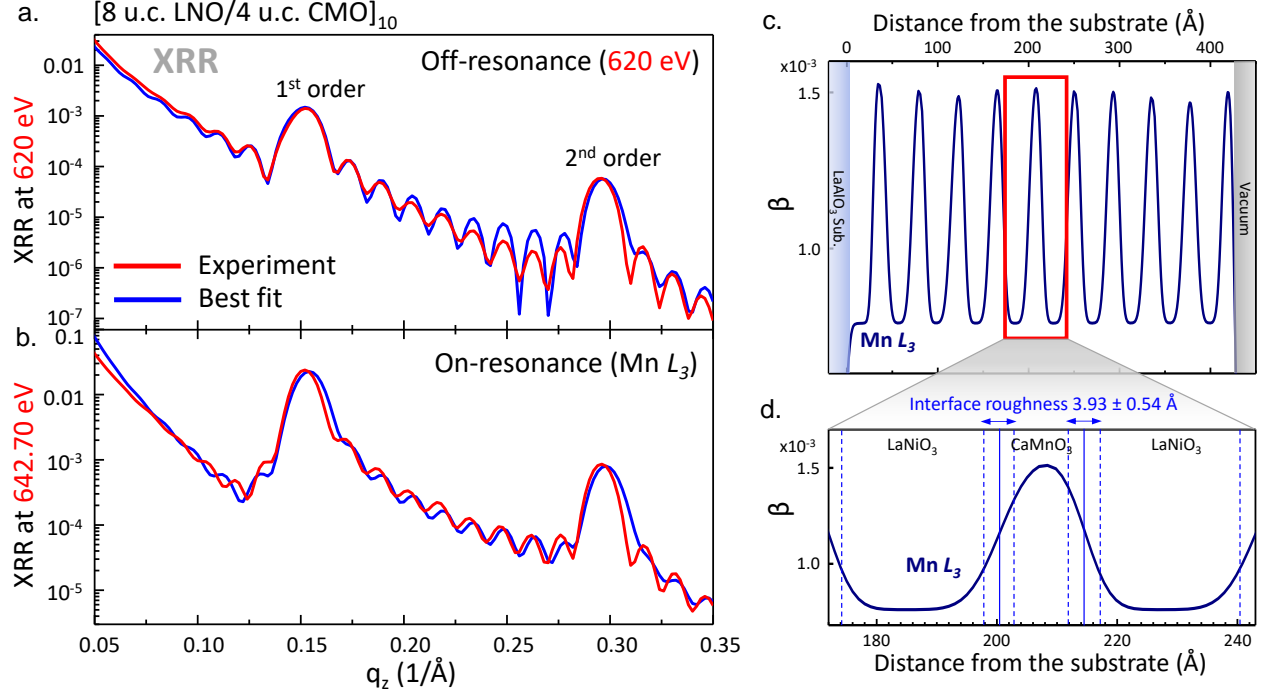 a.
[8 u.c. LNO/4 u.c. CMO]₁₀
XRR
Off-resonance (620 eV)
1st order
2nd order
Experiment
Best fit
XRR at 620 eV
0.01
10⁻³
10⁻⁴
10⁻⁵
10⁻⁶
10⁻⁷
b.
On-resonance (Mn L₃)
XRR at 642.70 eV
0.1
0.01
10⁻³
10⁻⁴
10⁻⁵
0.05 0.10 0.15 0.20 0.25 0.30 0.35
q_z (1/Å)
c.
Distance from the substrate (Å)
0 100 200 300 400
x10⁻³
1.5
1.0
β
LaAlO₃ Sub.
Vacuum
Mn L₃
d.
Interface roughness 3.93 ± 0.54 Å
x10⁻³
LaNiO₃ CaMnO₃ LaNiO₃
1.5
1.0
β
Mn L₃
180 200 220 240
Distance from the substrate (Å)